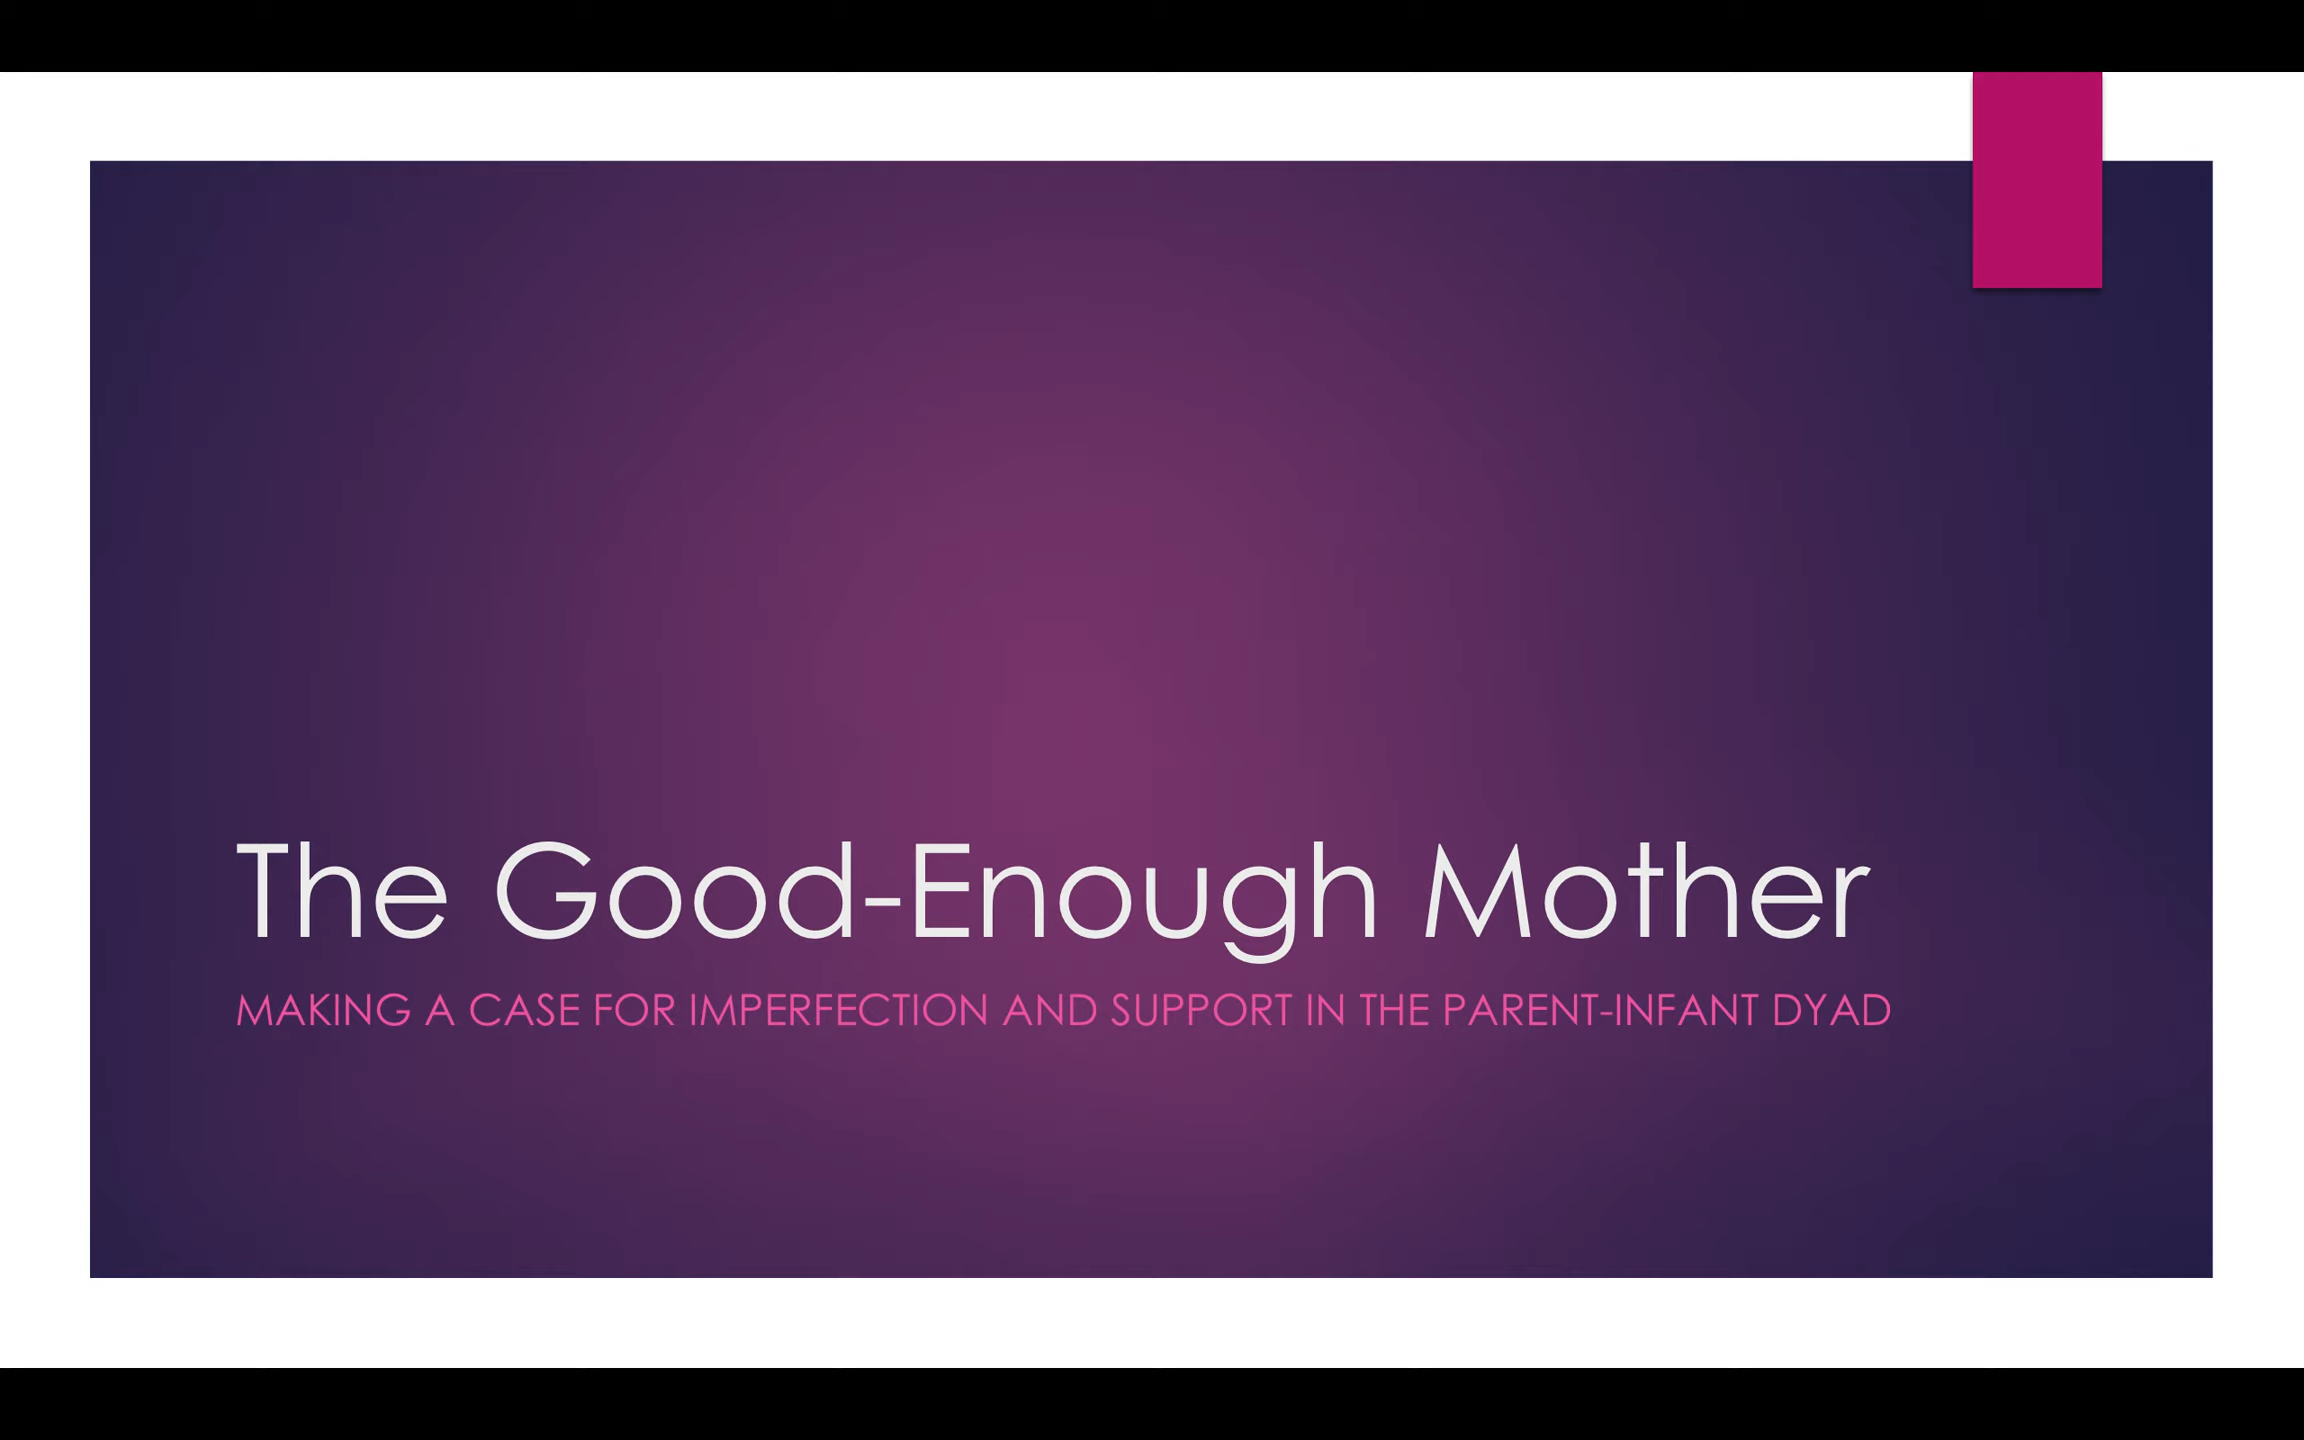 The Good-Enough Mother
MAKING A CASE FOR IMPERFECTION AND SUPPORT IN THE PARENT-INFANT DYAD